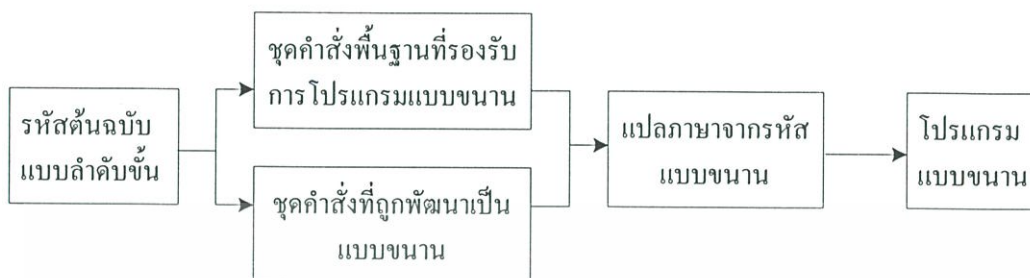 รหัสต้นฉบับ
แบบลำดับขั้น
ชุดคำสั่งพื้นฐานที่รองรับ
การโปรแกรมแบบขนาน
ชุดคำสั่งที่ถูกพัฒนาเป็น
แบบขนาน
แปลภาษาจากรหัส
แบบขนาน
โปรแกรม
แบบขนาน